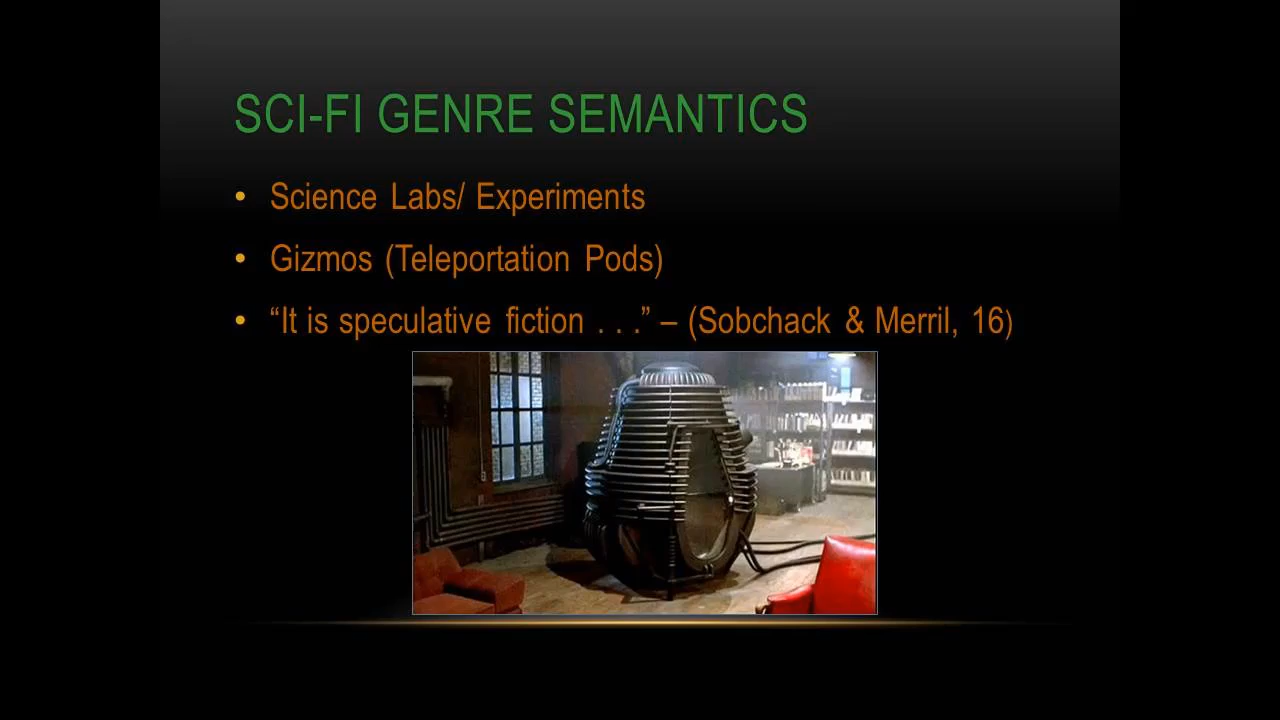 SCI-FI GENRE SEMANTICS
• Science Labs/ Experiments
• Gizmos (Teleportation Pods)
• “It is speculative fiction . . .” – (Sobchack & Merril, 16)